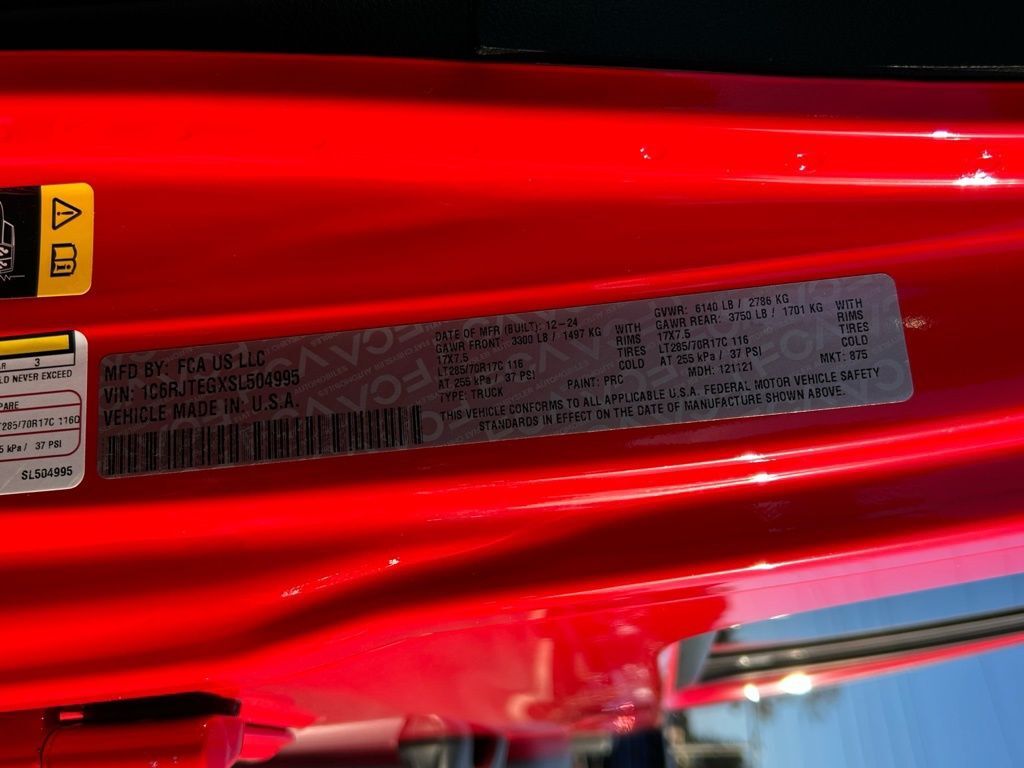 MFD BY: FCA US LLC
VIN: 1C6RJTEGXSL504995
VEHICLE MADE IN: U.S.A.
DATE OF MFR (BUILT): 12-24
GAWR FRONT: 3300 LB / 1497 KG WITH
17X7.5 RIMS
LT285/70R17C 116 TIRES
AT 255 kPa / 37 PSI COLD
TYPE: TRUCK PAINT: PRC
GVWR: 6140 LB / 2786 KG
GAWR REAR: 3750 LB / 1701 KG WITH
17X7.5 RIMS
LT285/70R17C 116 TIRES
AT 255 kPa / 37 PSI COLD
MDH: 121121 MKT: 875
THIS VEHICLE CONFORMS TO ALL APPLICABLE U.S.A. FEDERAL MOTOR VEHICLE SAFETY
STANDARDS IN EFFECT ON THE DATE OF MANUFACTURE SHOWN ABOVE.
3
NEVER EXCEED
285/70R17C 116Q
kPa / 37 PSI
SL504995